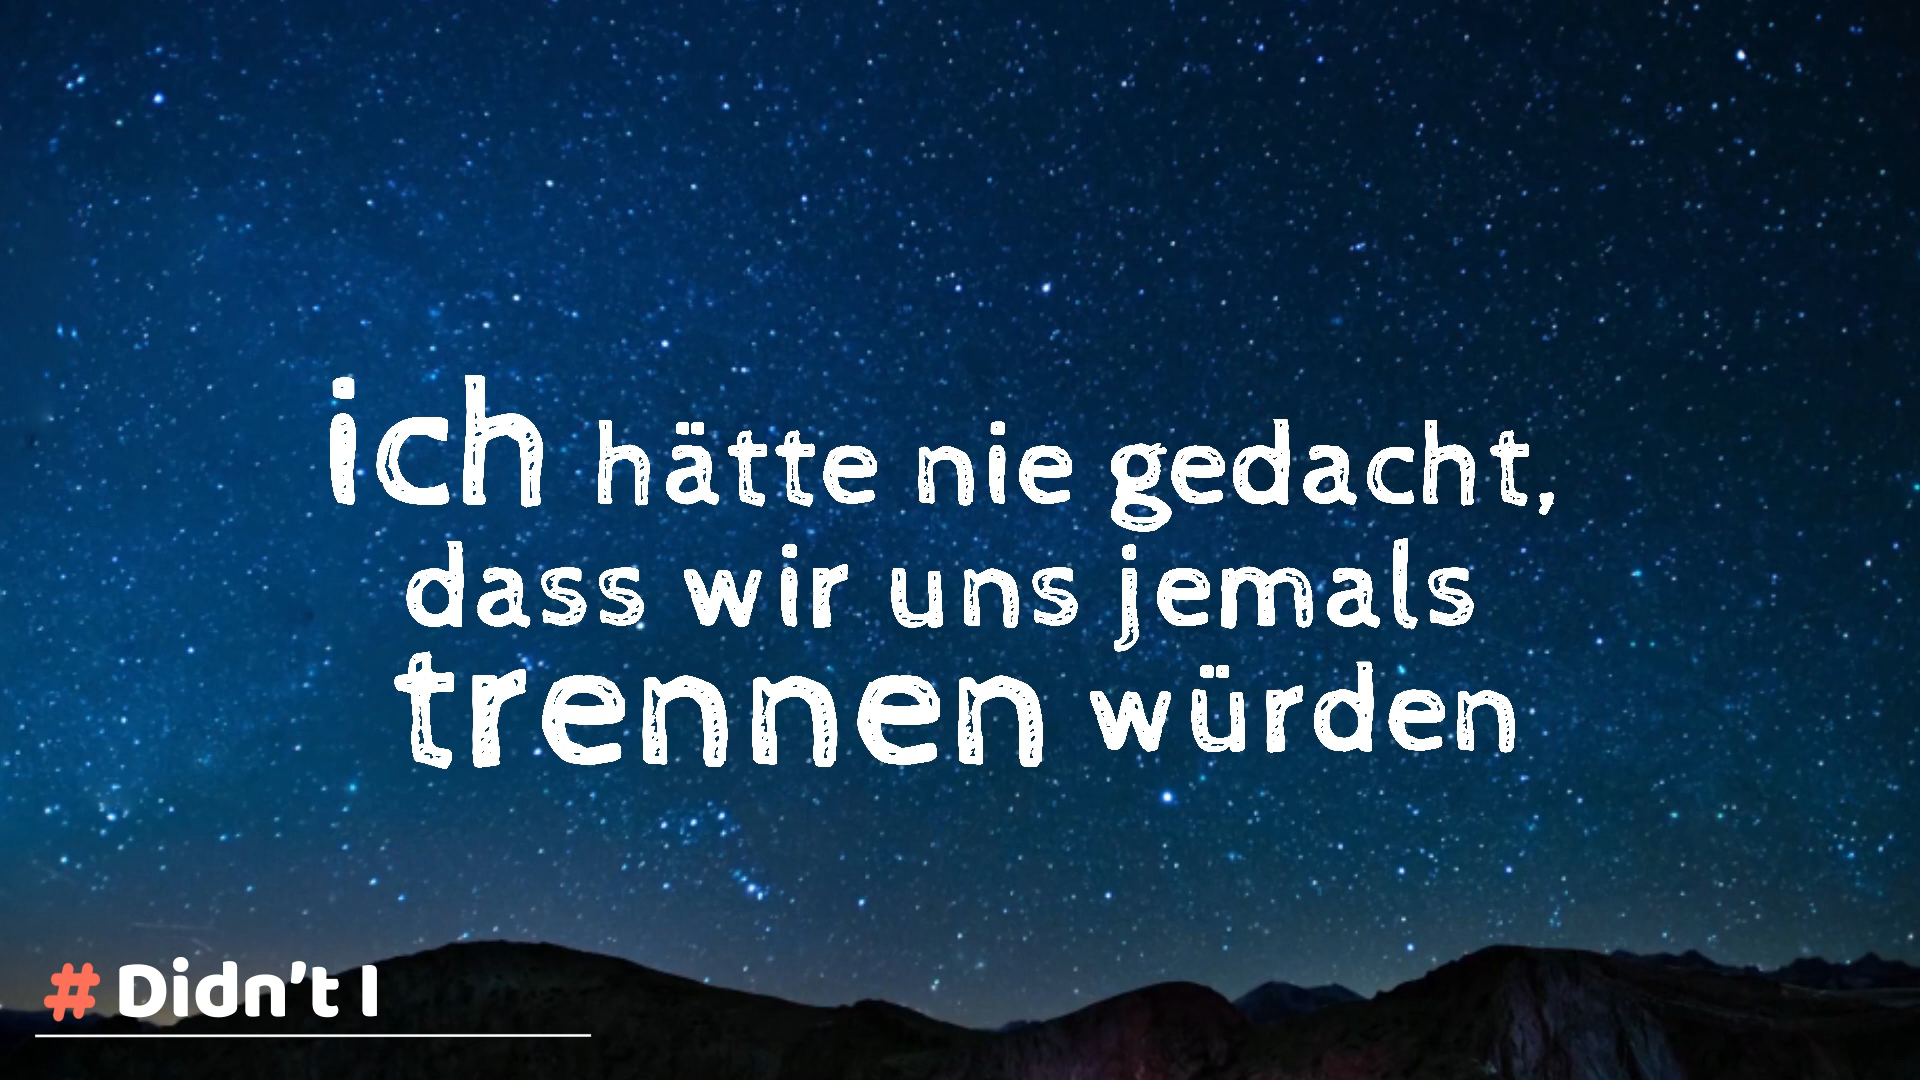 ich hätte nie gedacht,
dass wir uns jemals
trennen würden
# Didn't I